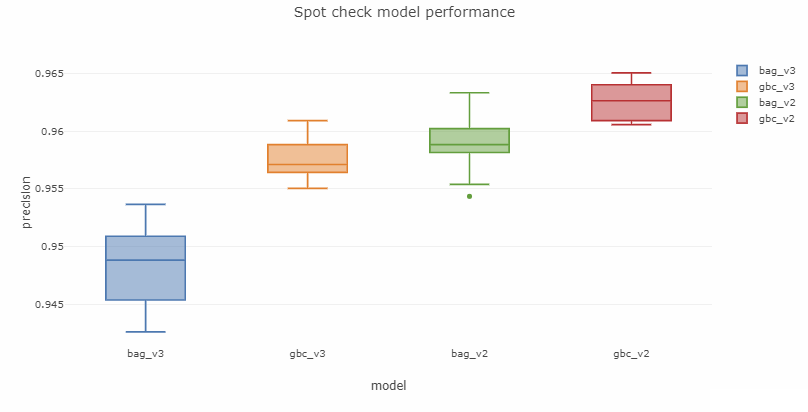 Spot check model performance
0.965
0.96
0.955
0.95
0.945
precision
bag_v3
gbc_v3
bag_v2
gbc_v2
model
bag_v3
gbc_v3
bag_v2
gbc_v2